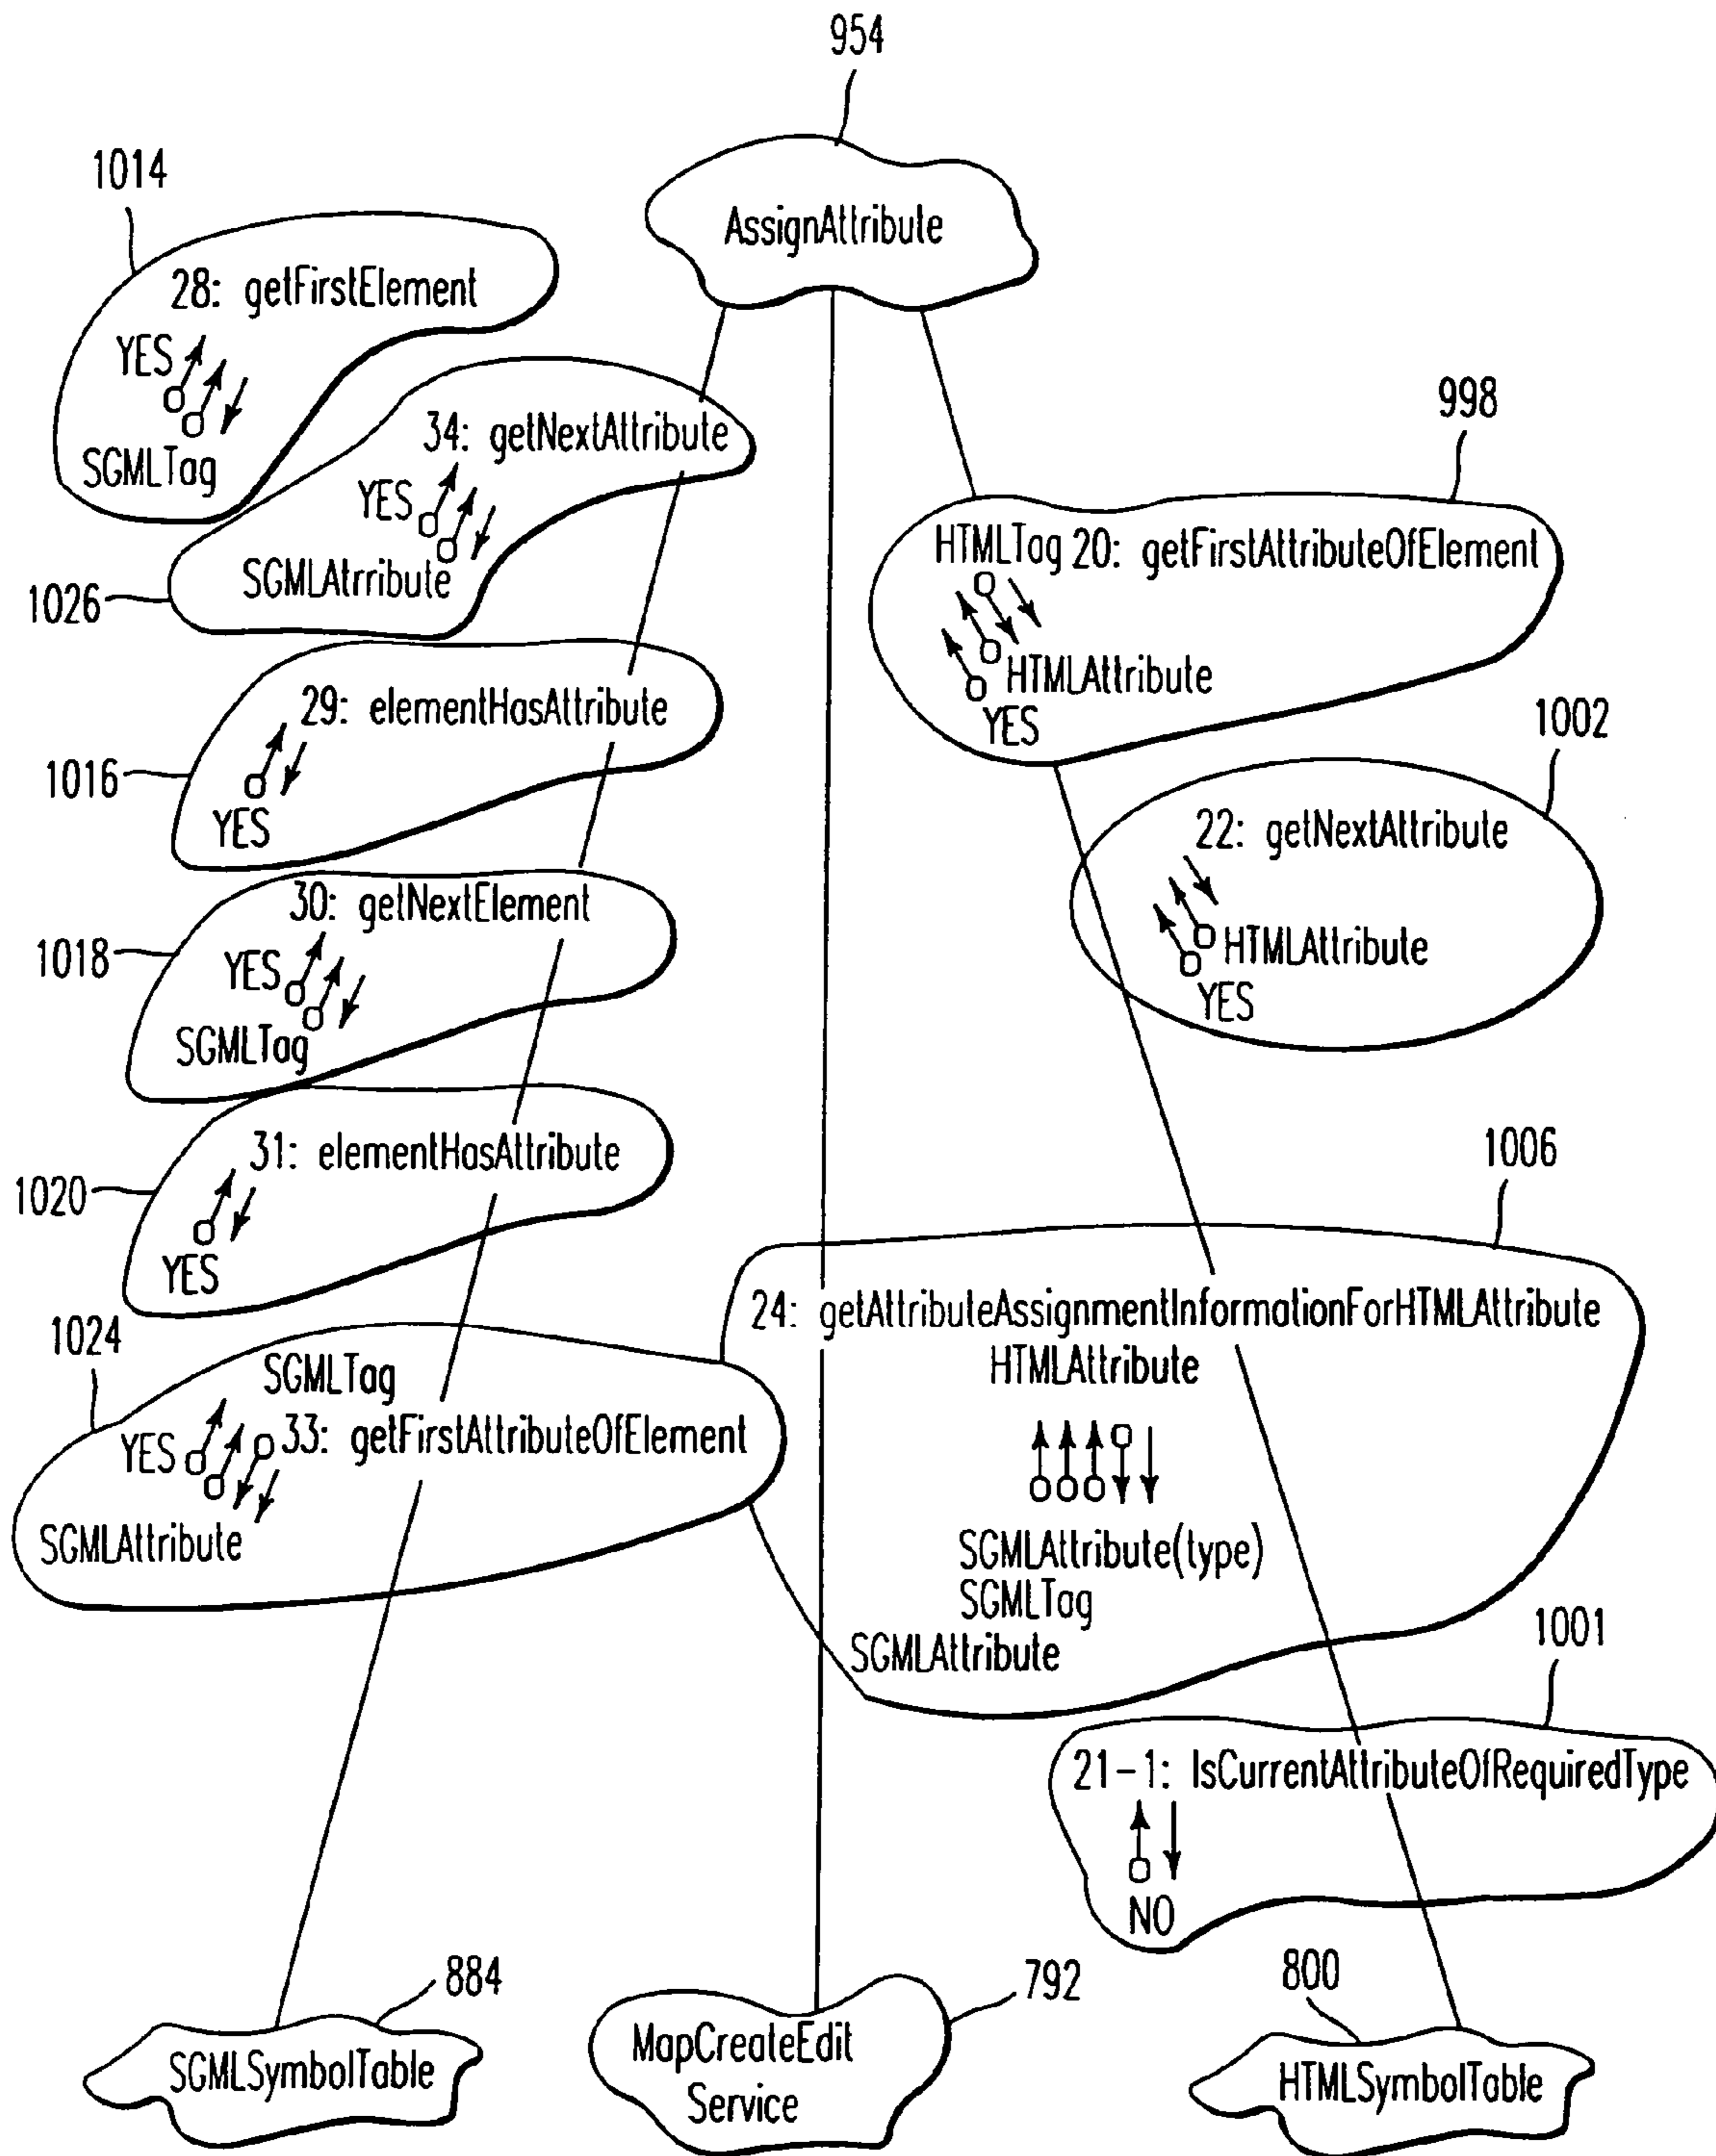 954
AssignAttribute
1014
28: getFirstElement
YES
SGMLTag
34: getNextAttribute
YES
SGMLAtrribute
1026
998
HTMLTag 20: getFirstAttributeOfElement
HTMLAttribute
YES
29: elementHasAttribute
1016
YES
1002
22: getNextAttribute
HTMLAttribute
YES
30: getNextElement
1018
YES
SGMLTag
31: elementHasAttribute
1020
YES
1006
24: getAttributeAssignmentInformationForHTMLAttribute
HTMLAttribute
SGMLAttribute(type)
SGMLTag
SGMLAttribute
1024
SGMLTag
YES
33: getFirstAttributeOfElement
SGMLAttribute
1001
21-1: IsCurrentAttributeOfRequiredType
NO
884
SGMLSymbolTable
792
MapCreateEdit
Service
800
HTMLSymbolTable